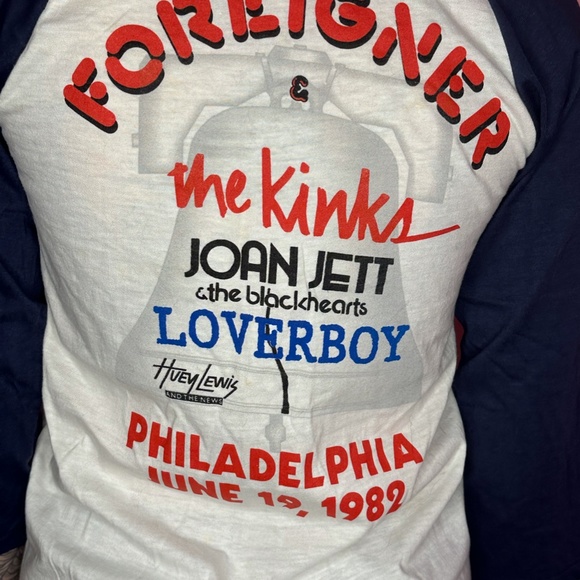 FOREIGNER
&
the Kinks
JOAN JETT
& the blackhearts
LOVERBOY
HUEY LEWIS
AND THE NEWS
PHILADELPHIA
JUNE 19, 1982